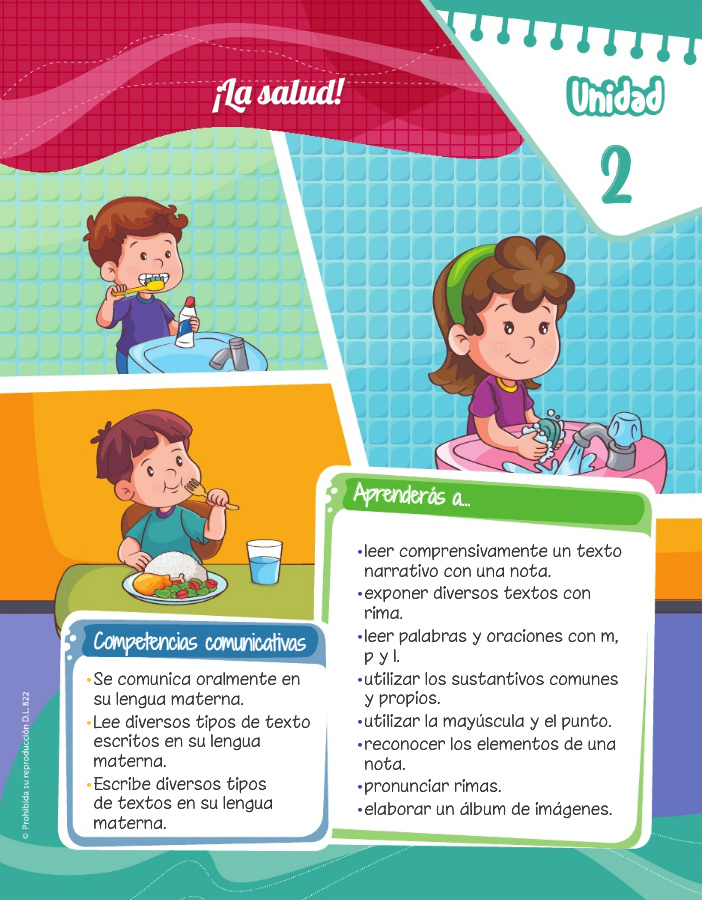 ¡La salud!
Unidad
2
Aprenderás a...
•leer comprensivamente un texto
narrativo con una nota.
•exponer diversos textos con
rima.
•leer palabras y oraciones con m,
p y l.
•utilizar los sustantivos comunes
y propios.
•utilizar la mayúscula y el punto.
•reconocer los elementos de una
nota.
•pronunciar rimas.
•elaborar un álbum de imágenes.
Competencias comunicativas
•Se comunica oralmente en
su lengua materna.
•Lee diversos tipos de texto
escritos en su lengua
materna.
•Escribe diversos tipos
de textos en su lengua
materna.
© Prohibida su reproducción D.L.822